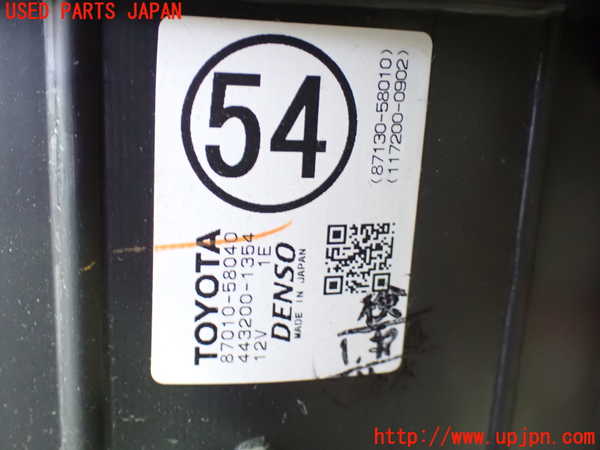 USED PARTS JAPAN
54
(87130-58010)
(117200-0902)
TOYOTA
87010-58040
443200-1354
12V 1E
DENSO
MADE IN JAPAN
http://www.upjpn.com